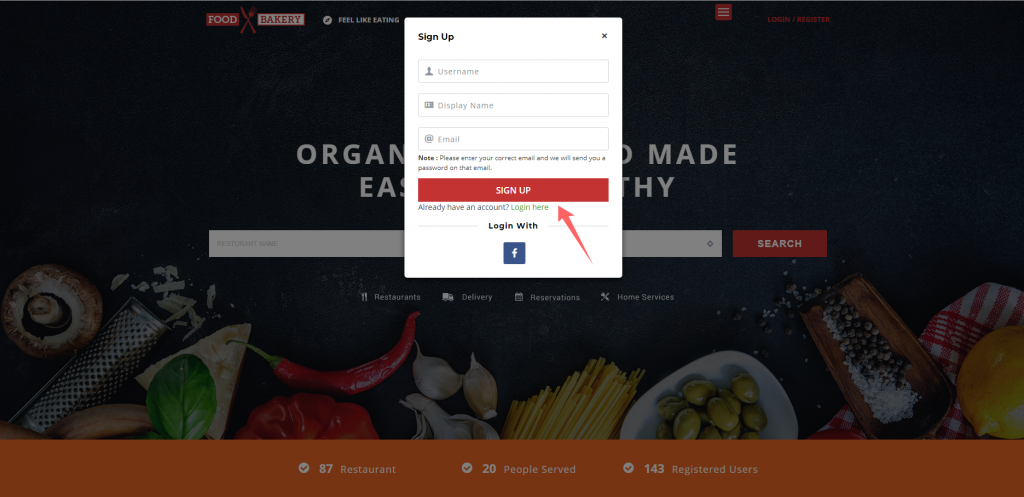 FOOD BAKERY
FEEL LIKE EATING
LOGIN / REGISTER
Sign Up
×
Username
Display Name
@ Email
Note : Please enter your correct email and we will send you a
password on that email.
SIGN UP
Already have an account? Login here
Login With
f
ORGAN D MADE
EAS THY
RESTURANT NAME
SEARCH
Restaurants
Delivery
Reservations
Home Services
87 Restaurant
20 People Served
143 Registered Users